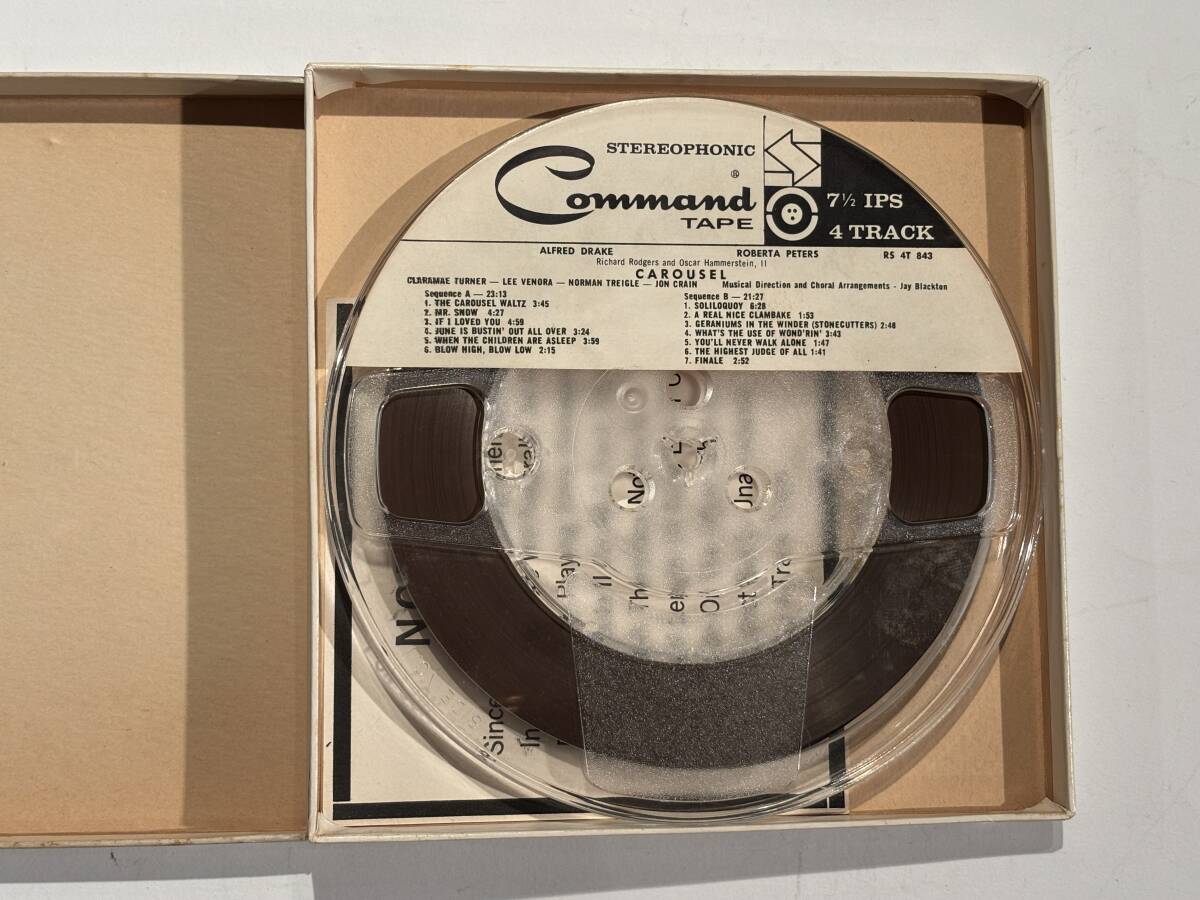 STEREOPHONIC
®
Command
TAPE
7½ IPS
4 TRACK
ALFRED DRAKE ROBERTA PETERS RS 4T 843
Richard Rodgers and Oscar Hammerstein, II
CAROUSEL
CLARAMAE TURNER — LEE VENORA — NORMAN TREIGLE — JON CRAIN Musical Direction and Choral Arrangements - Jay Blackton
Sequence A — 23:13
1. THE CAROUSEL WALTZ 3:45
2. MR. SNOW 4:27
3. IF I LOVED YOU 4:59
4. JUNE IS BUSTIN' OUT ALL OVER 3:24
5. WHEN THE CHILDREN ARE ASLEEP 3:59
6. BLOW HIGH, BLOW LOW 2:15
Sequence B — 21:27
1. SOLILOQUOY 6:28
2. A REAL NICE CLAMBAKE 1:53
3. GERANIUMS IN THE WINDER (STONECUTTERS) 2:48
4. WHAT'S THE USE OF WOND'RIN' 3:43
5. YOU'LL NEVER WALK ALONE 1:47
6. THE HIGHEST JUDGE OF ALL 1:41
7. FINALE 2:52
NO
Since
In
Play